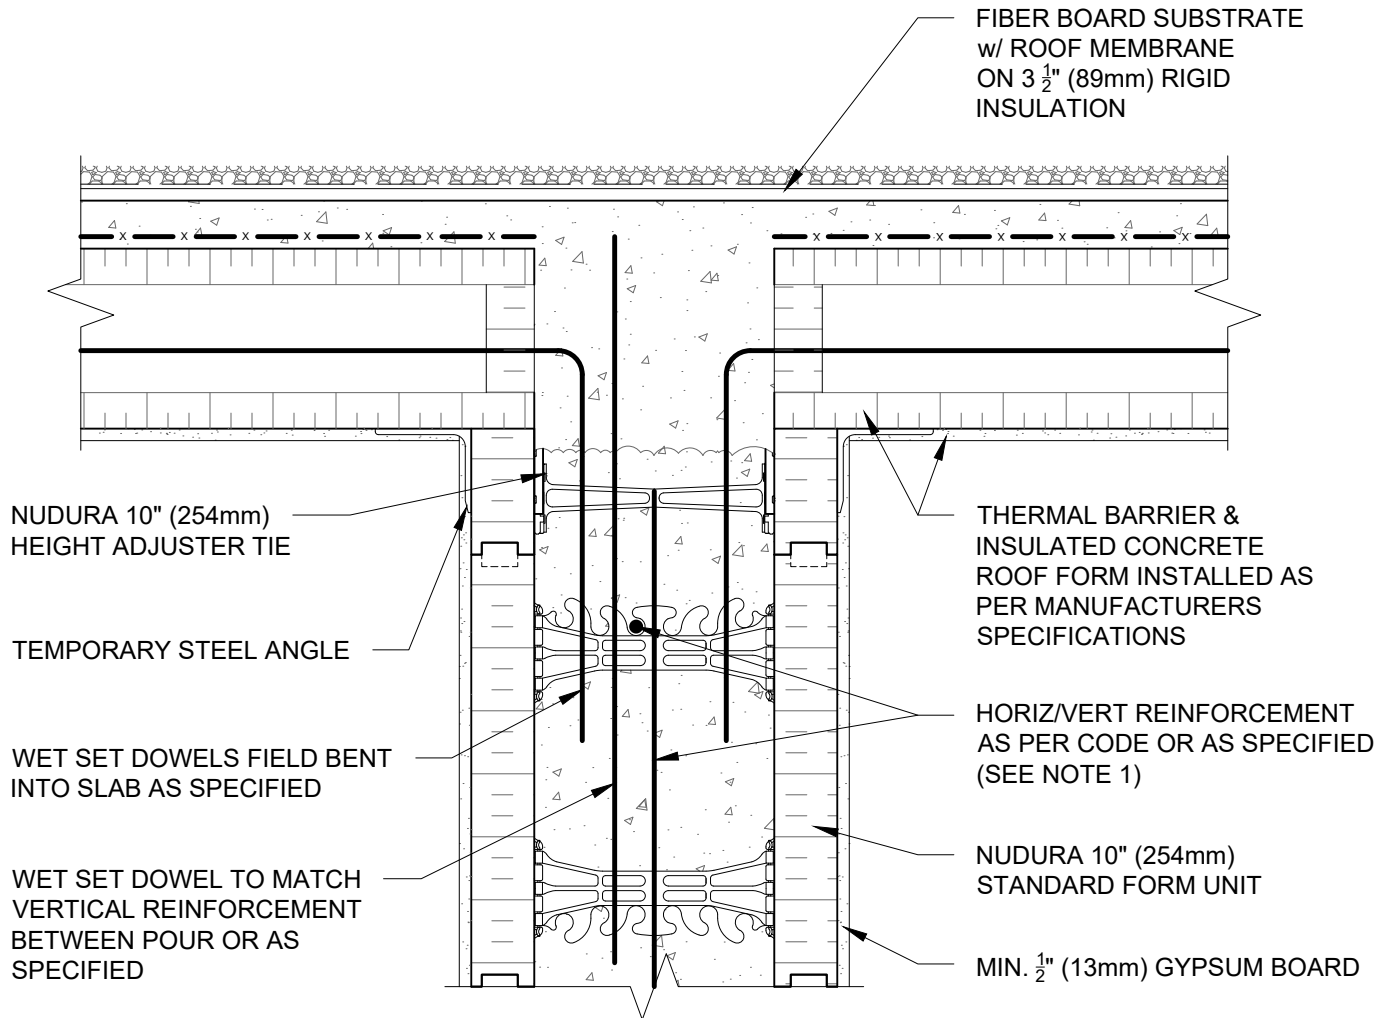 FIBER BOARD SUBSTRATE
w/ ROOF MEMBRANE
ON 3 1/2" (89mm) RIGID
INSULATION
x x x x x x x x x x x x x x
NUDURA 10" (254mm)
HEIGHT ADJUSTER TIE
TEMPORARY STEEL ANGLE
WET SET DOWELS FIELD BENT
INTO SLAB AS SPECIFIED
WET SET DOWEL TO MATCH
VERTICAL REINFORCEMENT
BETWEEN POUR OR AS
SPECIFIED
THERMAL BARRIER &
INSULATED CONCRETE
ROOF FORM INSTALLED AS
PER MANUFACTURERS
SPECIFICATIONS
HORIZ/VERT REINFORCEMENT
AS PER CODE OR AS SPECIFIED
(SEE NOTE 1)
NUDURA 10" (254mm)
STANDARD FORM UNIT
MIN. 1/2" (13mm) GYPSUM BOARD